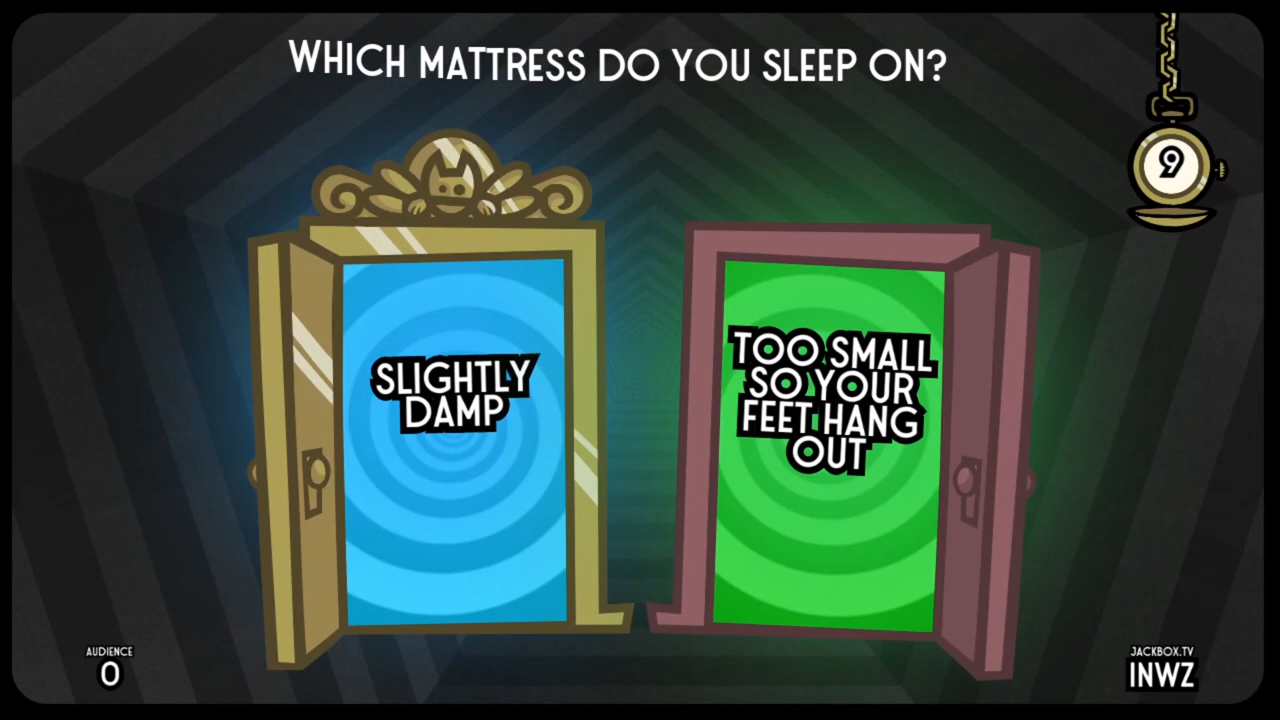 WHICH MATTRESS DO YOU SLEEP ON?
9
SLIGHTLY
DAMP
TOO SMALL
SO YOUR
FEET HANG
OUT
AUDIENCE
0
JACKBOX.TV
INWZ